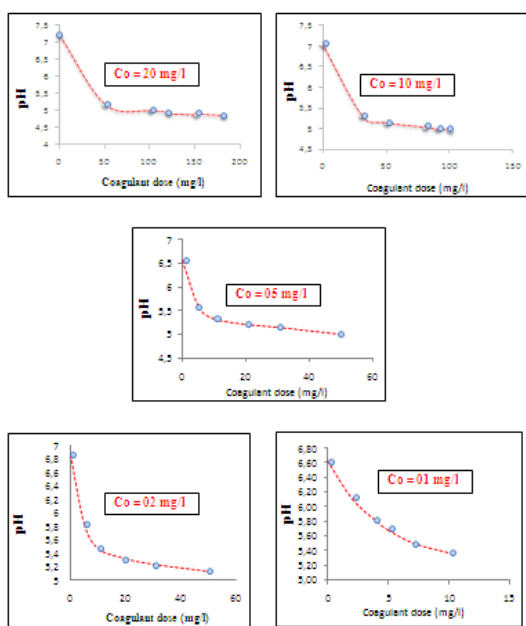 7,5
7
6,5
6
5,5
5
4,5
4
pH
Co = 20 mg/l
0 50 100 150 200
Coagulant dose (mg/l)
7,5
7
6,5
6
5,5
5
4,5
pH
Co = 10 mg/l
0 50 100 150
Coagulant dose (mg/l)
7
6,5
6
5,5
5
4,5
pH
Co = 05 mg/l
0 20 40 60
Coagulant dose (mg/l)
7
6,8
6,6
6,4
6,2
6
5,8
5,6
5,4
5,2
5
pH
Co = 02 mg/l
0 20 40 60
Coagulant dose (mg/l)
6,80
6,60
6,40
6,20
6,00
5,80
5,60
5,40
5,20
5,00
pH
Co = 01 mg/l
0 5 10 15
Coagulant dose (mg/l)